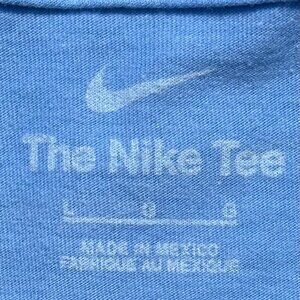 The Nike Tee
L G G
MADE IN MEXICO
FABRIQUE AU MEXIQUE